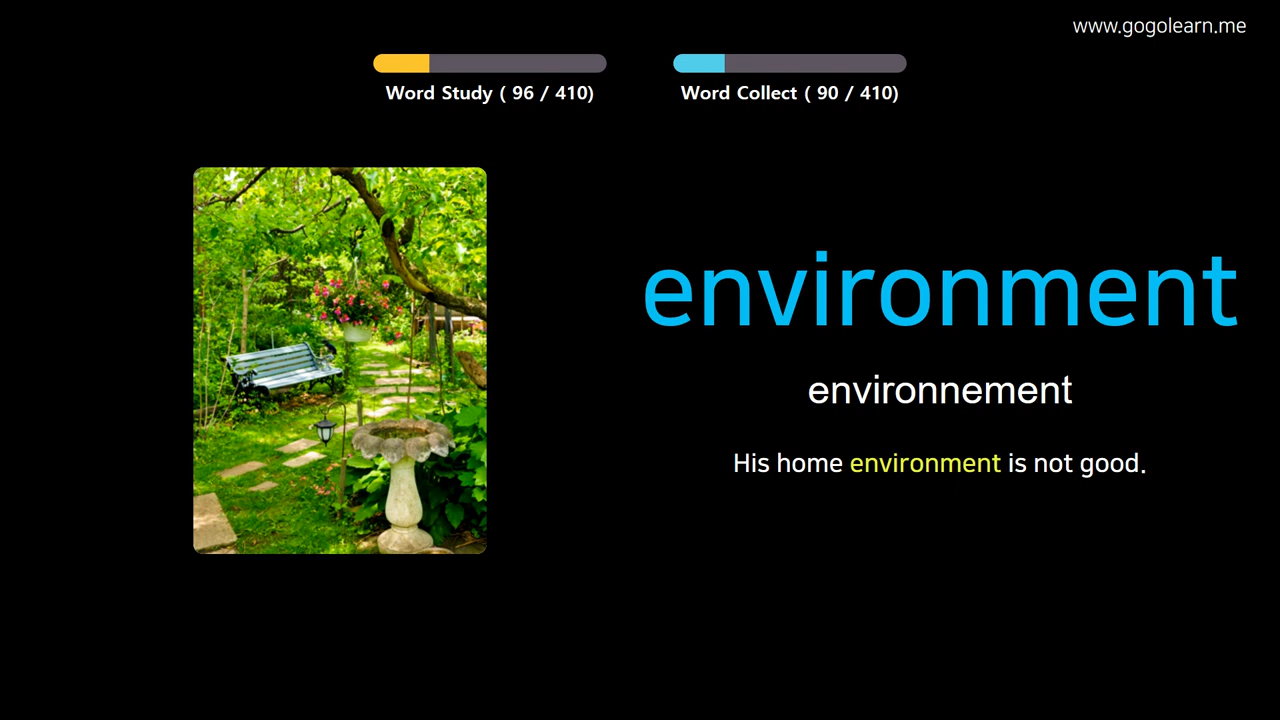 www.gogolearn.me
Word Study ( 96 / 410)
Word Collect ( 90 / 410)
environment
environnement
His home environment is not good.